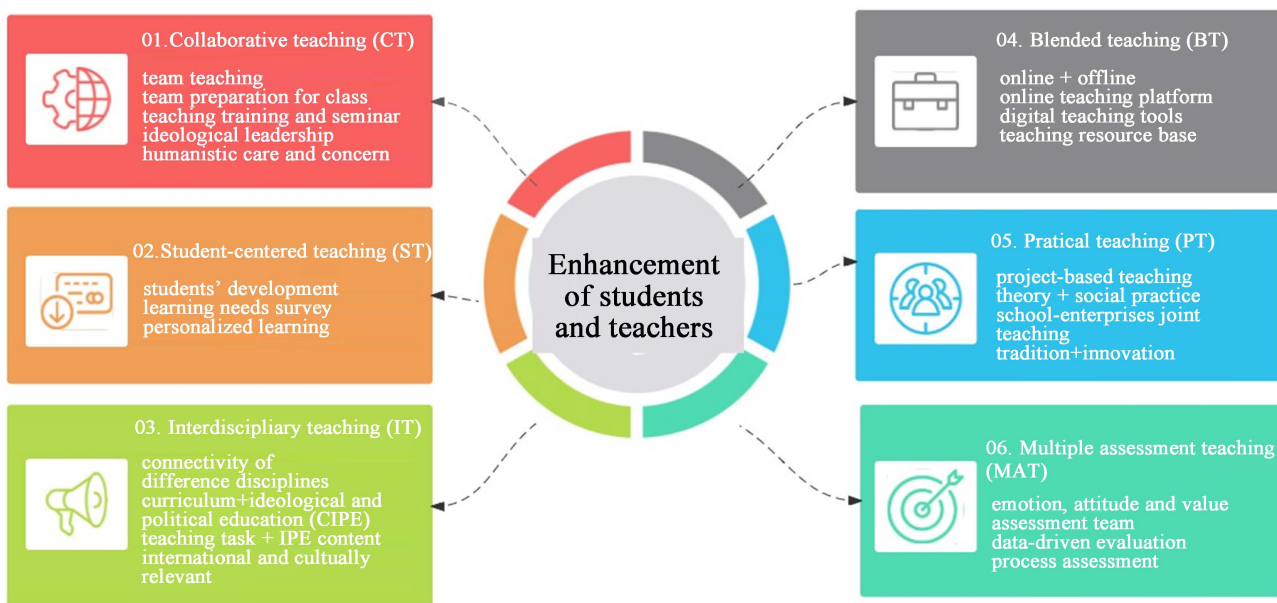 01.Collaborative teaching (CT)
team teaching
team preparation for class
teaching training and seminar
ideological leadership
humanistic care and concern
02.Student-centered teaching (ST)
students’ development
learning needs survey
personalized learning
03. Interdiscipliary teaching (IT)
connectivity of
difference disciplines
curriculum+ideological and
political education (CIPE)
teaching task + IPE content
international and cultually
relevant
Enhancement
of students
and teachers
04. Blended teaching (BT)
online + offline
online teaching platform
digital teaching tools
teaching resource base
05. Pratical teaching (PT)
project-based teaching
theory + social practice
school-enterprises joint
teaching
tradition+innovation
06. Multiple assessment teaching
(MAT)
emotion, attitude and value
assessment team
data-driven evaluation
process assessment